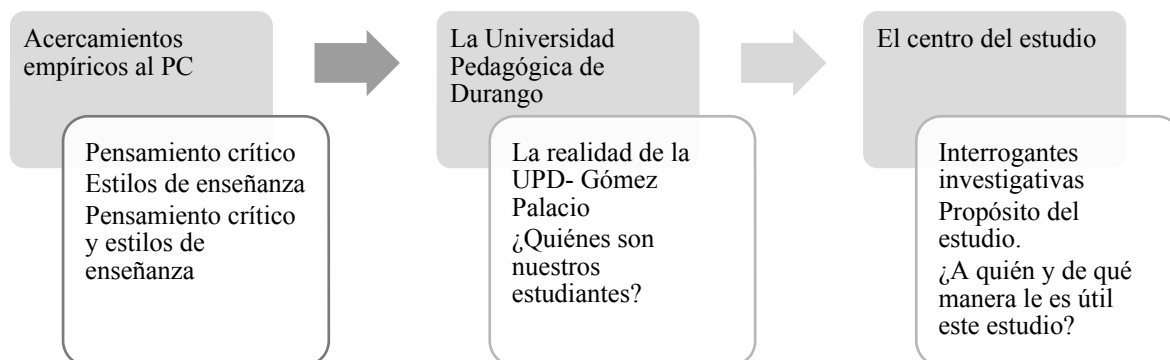 Acercamientos
empíricos al PC
Pensamiento crítico
Estilos de enseñanza
Pensamiento crítico
y estilos de
enseñanza
La Universidad
Pedagógica de
Durango
La realidad de la
UPD- Gómez
Palacio
¿Quiénes son
nuestros
estudiantes?
El centro del estudio
Interrogantes
investigativas
Propósito del
estudio.
¿A quién y de qué
manera le es útil
este estudio?